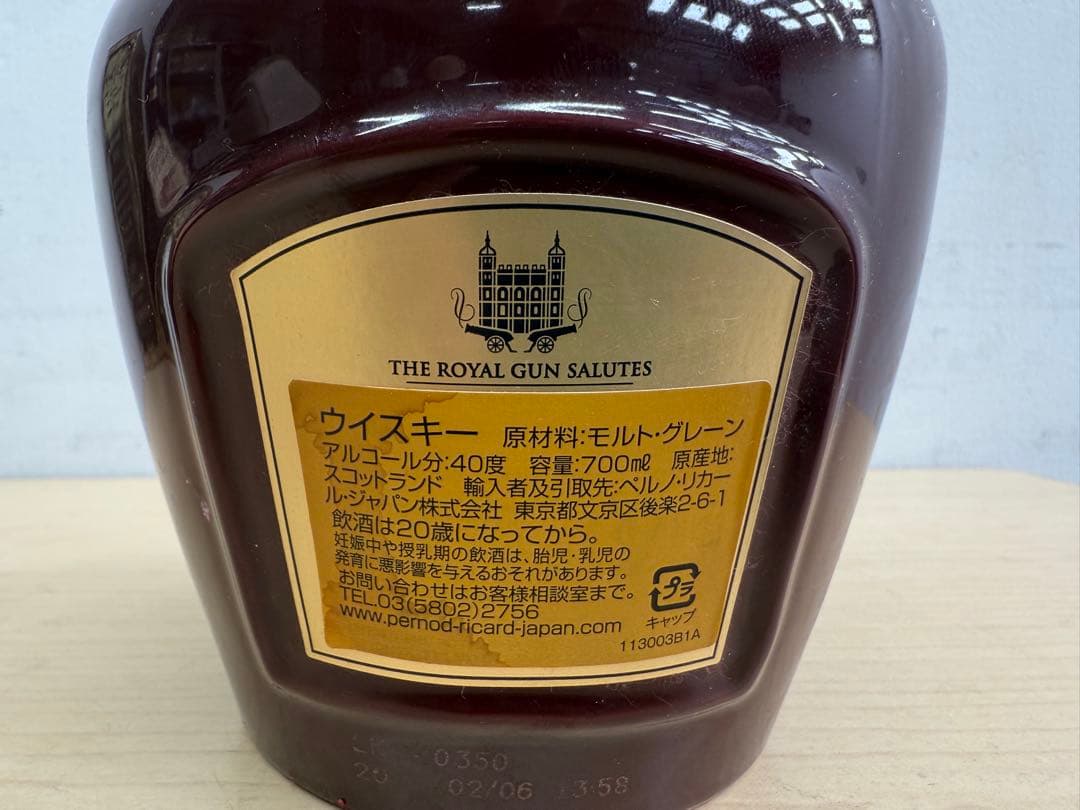 THE ROYAL GUN SALUTES
ウイスキー 原材料:モルト・グレーン
アルコール分:40度 容量:700㎖ 原産地:
スコットランド 輸入者及引取先:ペルノ・リカー
ル・ジャパン株式会社 東京都文京区後楽2-6-1
飲酒は20歳になってから。
妊娠中や授乳期の飲酒は、胎児・乳児の
発育に悪影響を与えるおそれがあります。
お問い合わせはお客様相談室まで。
TEL.03(5802)2756
www.pernod-ricard-japan.com
プラ
キャップ
113003B1A
0350
02/06 3:58